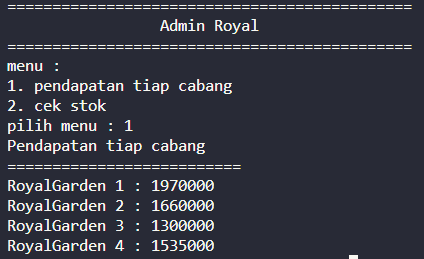 =============================================
Admin Royal
=============================================
menu :
1. pendapatan tiap cabang
2. cek stok
pilih menu : 1
Pendapatan tiap cabang
==========================
RoyalGarden 1 : 1970000
RoyalGarden 2 : 1660000
RoyalGarden 3 : 1300000
RoyalGarden 4 : 1535000